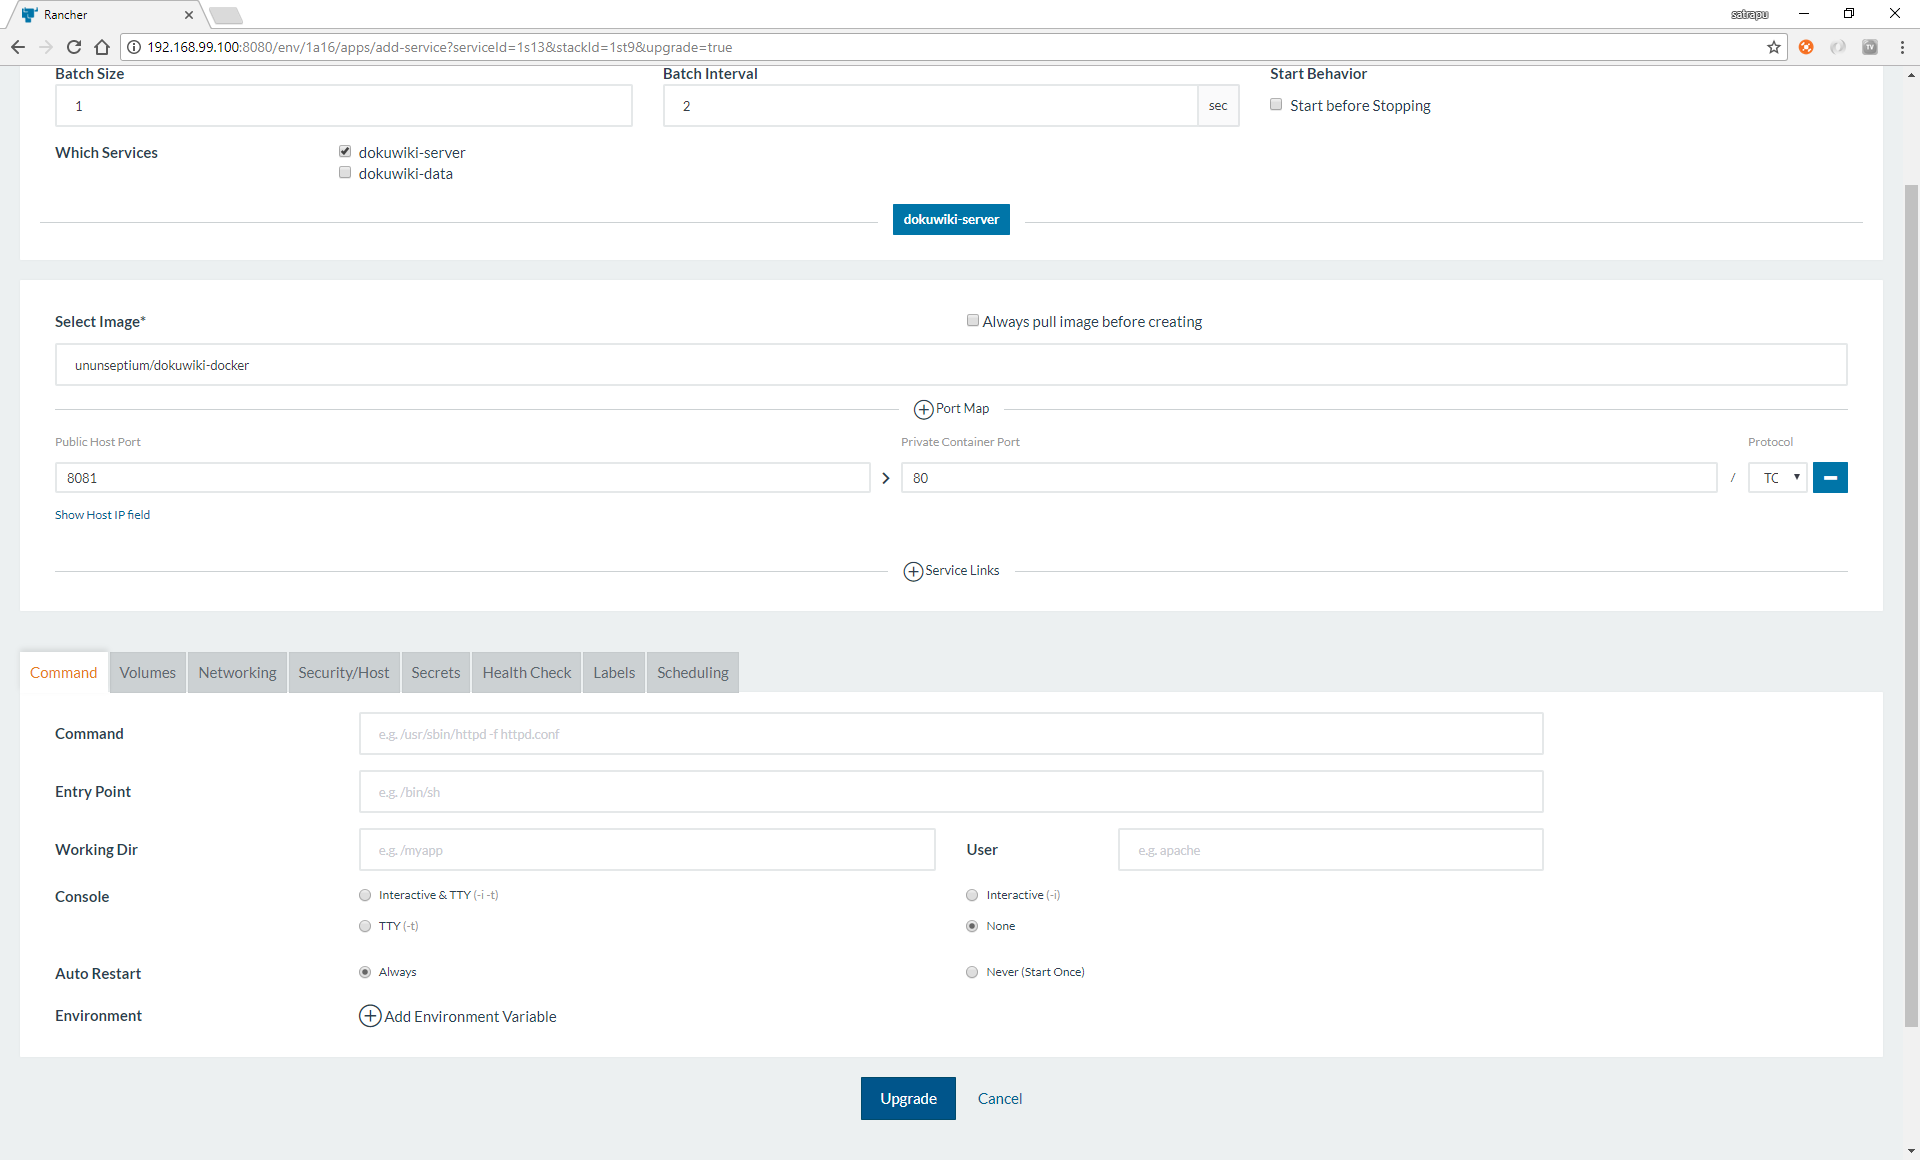 Rancher
satrapu
192.168.99.100:8080/env/1a16/apps/add-service?serviceId=1s13&stackId=1st9&upgrade=true
TV
Batch Size
Batch Interval
Start Behavior
1
2
sec
Start before Stopping
Which Services
dokuwiki-server
dokuwiki-data
dokuwiki-server
Select Image*
Always pull image before creating
ununseptium/dokuwiki-docker
Port Map
Public Host Port
Private Container Port
Protocol
8081
80
/
TC
Show Host IP field
Service Links
Command
Volumes
Networking
Security/Host
Secrets
Health Check
Labels
Scheduling
Command
e.g. /usr/sbin/httpd -f httpd.conf
Entry Point
e.g. /bin/sh
Working Dir
e.g. /myapp
User
e.g. apache
Console
Interactive & TTY (-i -t)
Interactive (-i)
TTY (-t)
None
Auto Restart
Always
Never (Start Once)
Environment
Add Environment Variable
Upgrade
Cancel